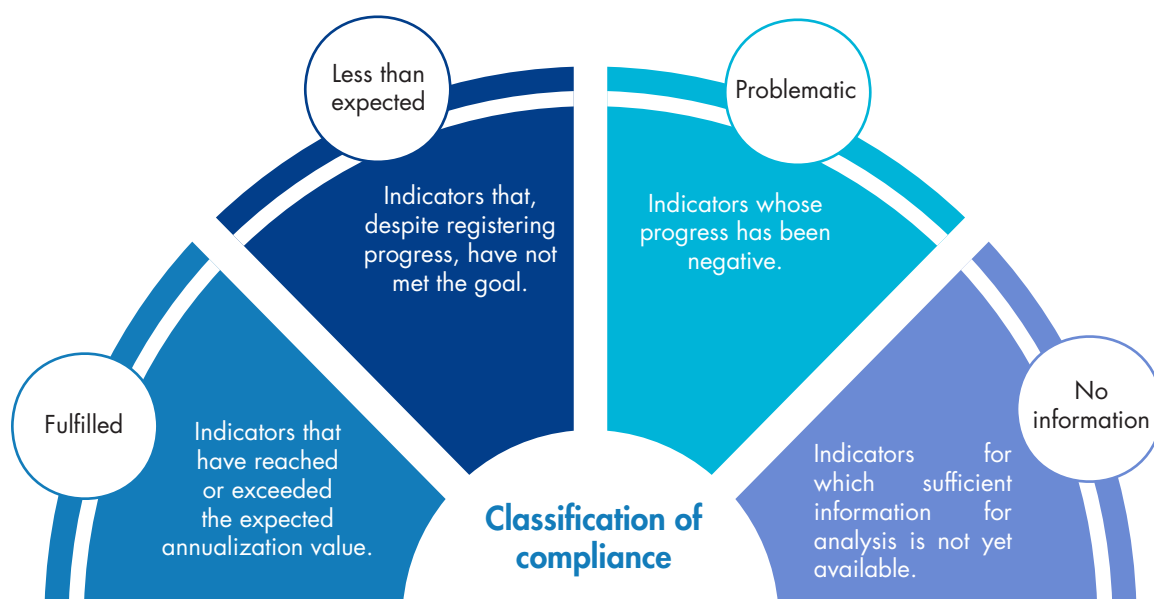 Less than
expected
Indicators that,
despite registering
progress, have not
met the goal.
Problematic
Indicators whose
progress has been
negative.
Fulfilled
Indicators that
have reached
or exceeded
the expected
annualization value.
No
information
Indicators for
which sufficient
information for
analysis is not yet
available.
Classification of
compliance